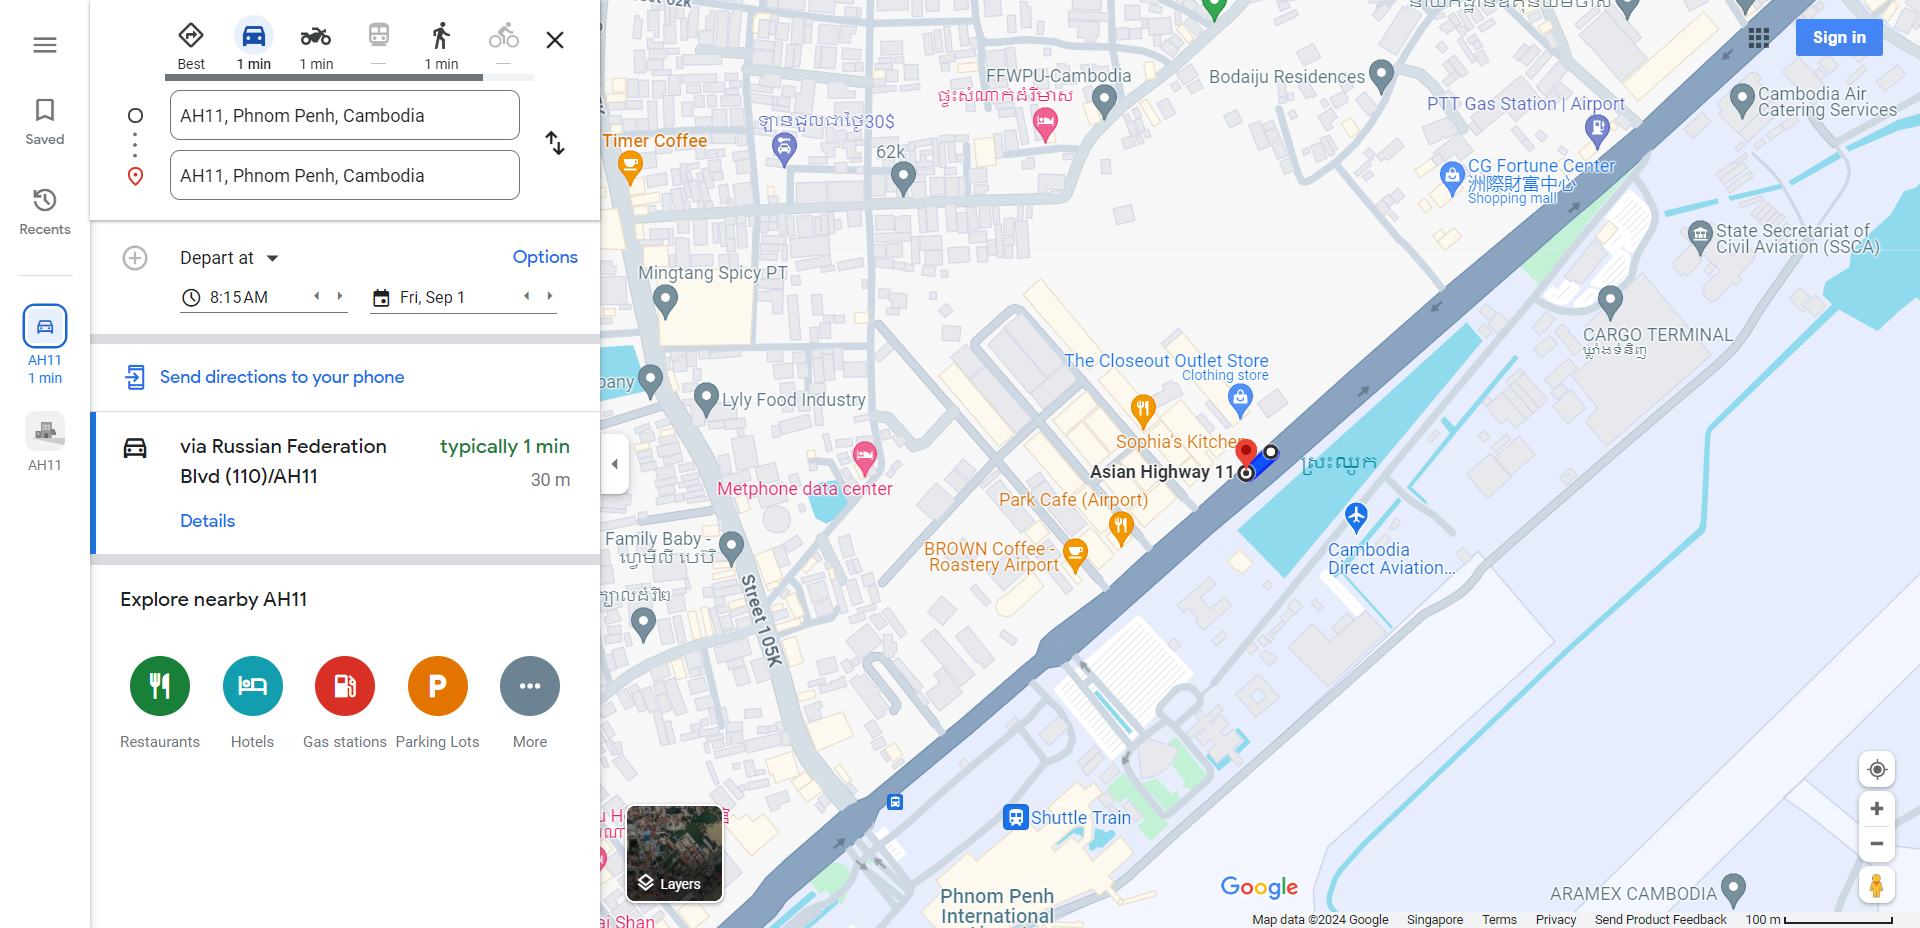 Best
1 min
1 min
1 min
AH11, Phnom Penh, Cambodia
AH11, Phnom Penh, Cambodia
Saved
Recents
AH11
1 min
AH11
Depart at
Options
8:15 AM
Fri, Sep 1
Send directions to your phone
via Russian Federation
Blvd (110)/AH11
typically 1 min
30 m
Details
Explore nearby AH11
Restaurants
Hotels
Gas stations
Parking Lots
More
Sign in
FFWPU-Cambodia
ផ្ទះសំណាក់ដំរីមាស
Bodaiju Residences
PTT Gas Station | Airport
Cambodia Air
Catering Services
ឡានជួលជាថ្ងៃ30$
Timer Coffee
62k
CG Fortune Center
洲際財富中心
Shopping mall
State Secretariat of
Civil Aviation (SSCA)
Mingtang Spicy PT
CARGO TERMINAL
ឃ្លាំងទំនិញ
The Closeout Outlet Store
Clothing store
pany
Lyly Food Industry
Sophia's Kitchen
Asian Highway 11
ស្រះឈូក
Metphone data center
Park Cafe (Airport)
Family Baby -
ហ្វេមីលី បេប៊ី
BROWN Coffee -
Roastery Airport
Cambodia
Direct Aviation...
ក្បាលដំរី២
Street 105K
Shuttle Train
Layers
Phnom Penh
International
ai Shan
Google
ARAMEX CAMBODIA
Map data ©2024 Google
Singapore
Terms
Privacy
Send Product Feedback
100 m